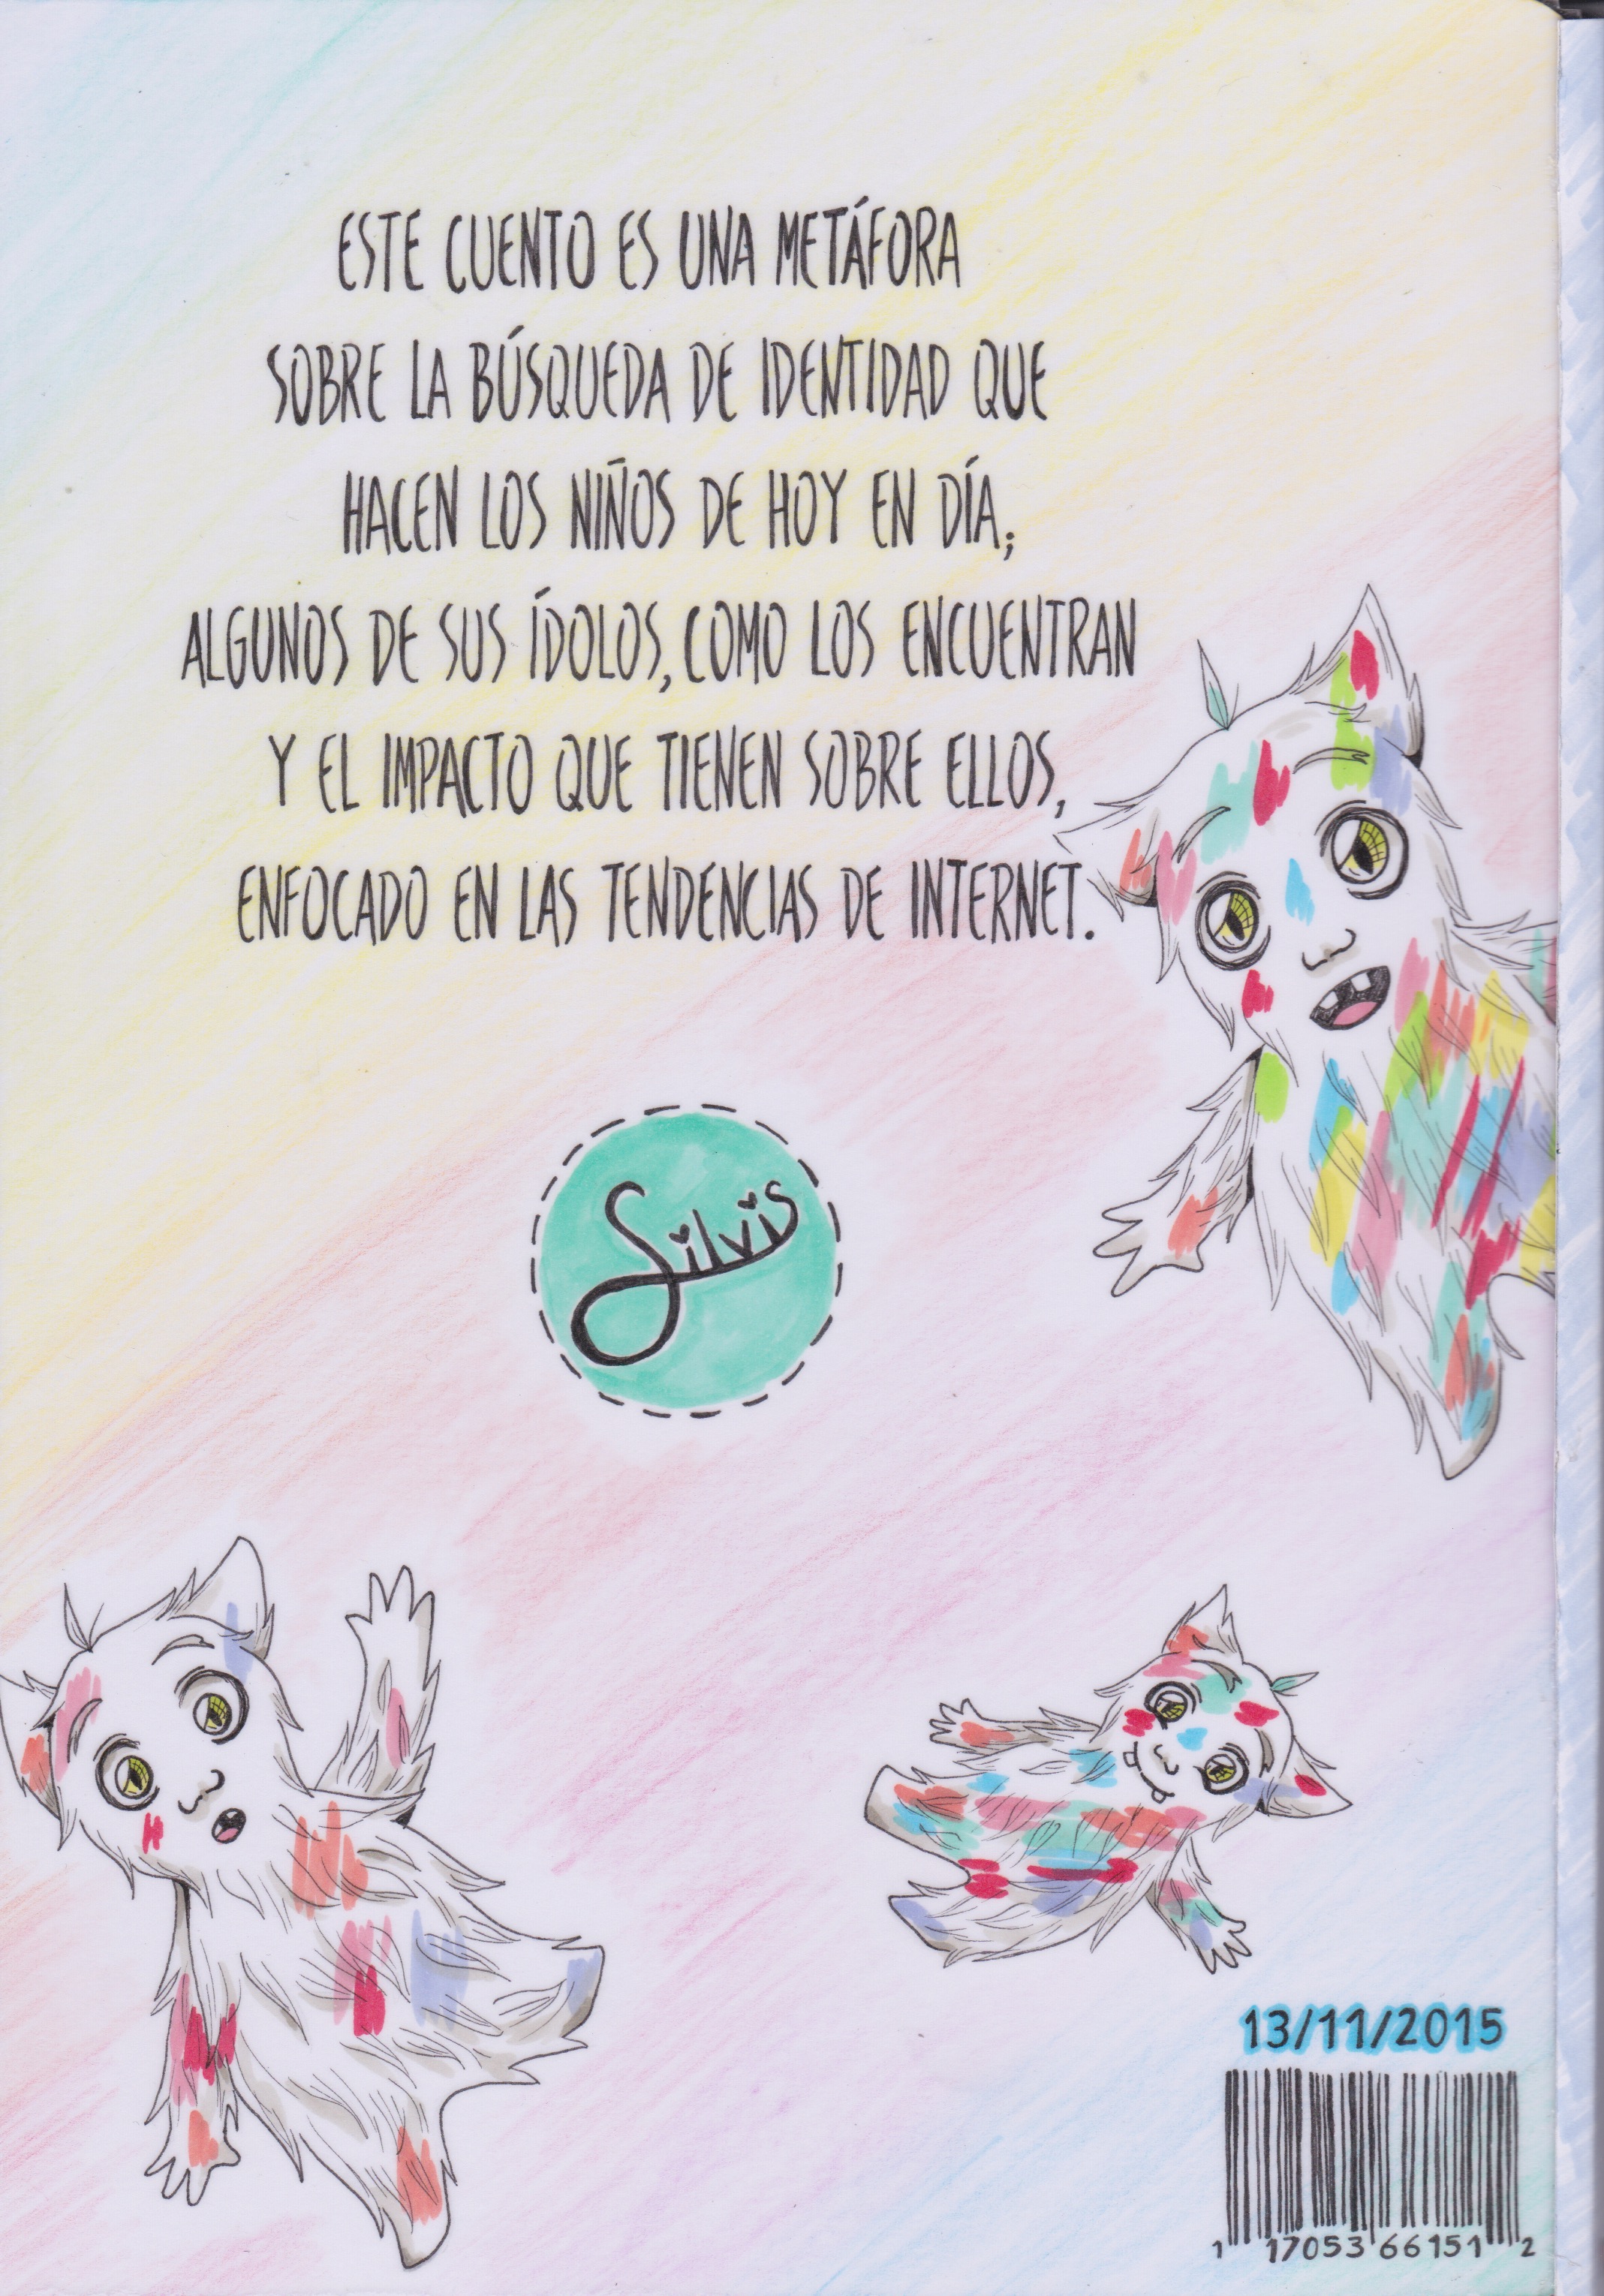 ESTE CUENTO ES UNA METÁFORA
SOBRE LA BÚSQUEDA DE IDENTIDAD QUE
HACEN LOS NIÑOS DE HOY EN DÍA;
ALGUNOS DE SUS ÍDOLOS, COMO LOS ENCUENTRAN
Y EL IMPACTO QUE TIENEN SOBRE ELLOS,
ENFOCADO EN LAS TENDENCIAS DE INTERNET.
Silvis
13/11/2015
1 17053 66151 2